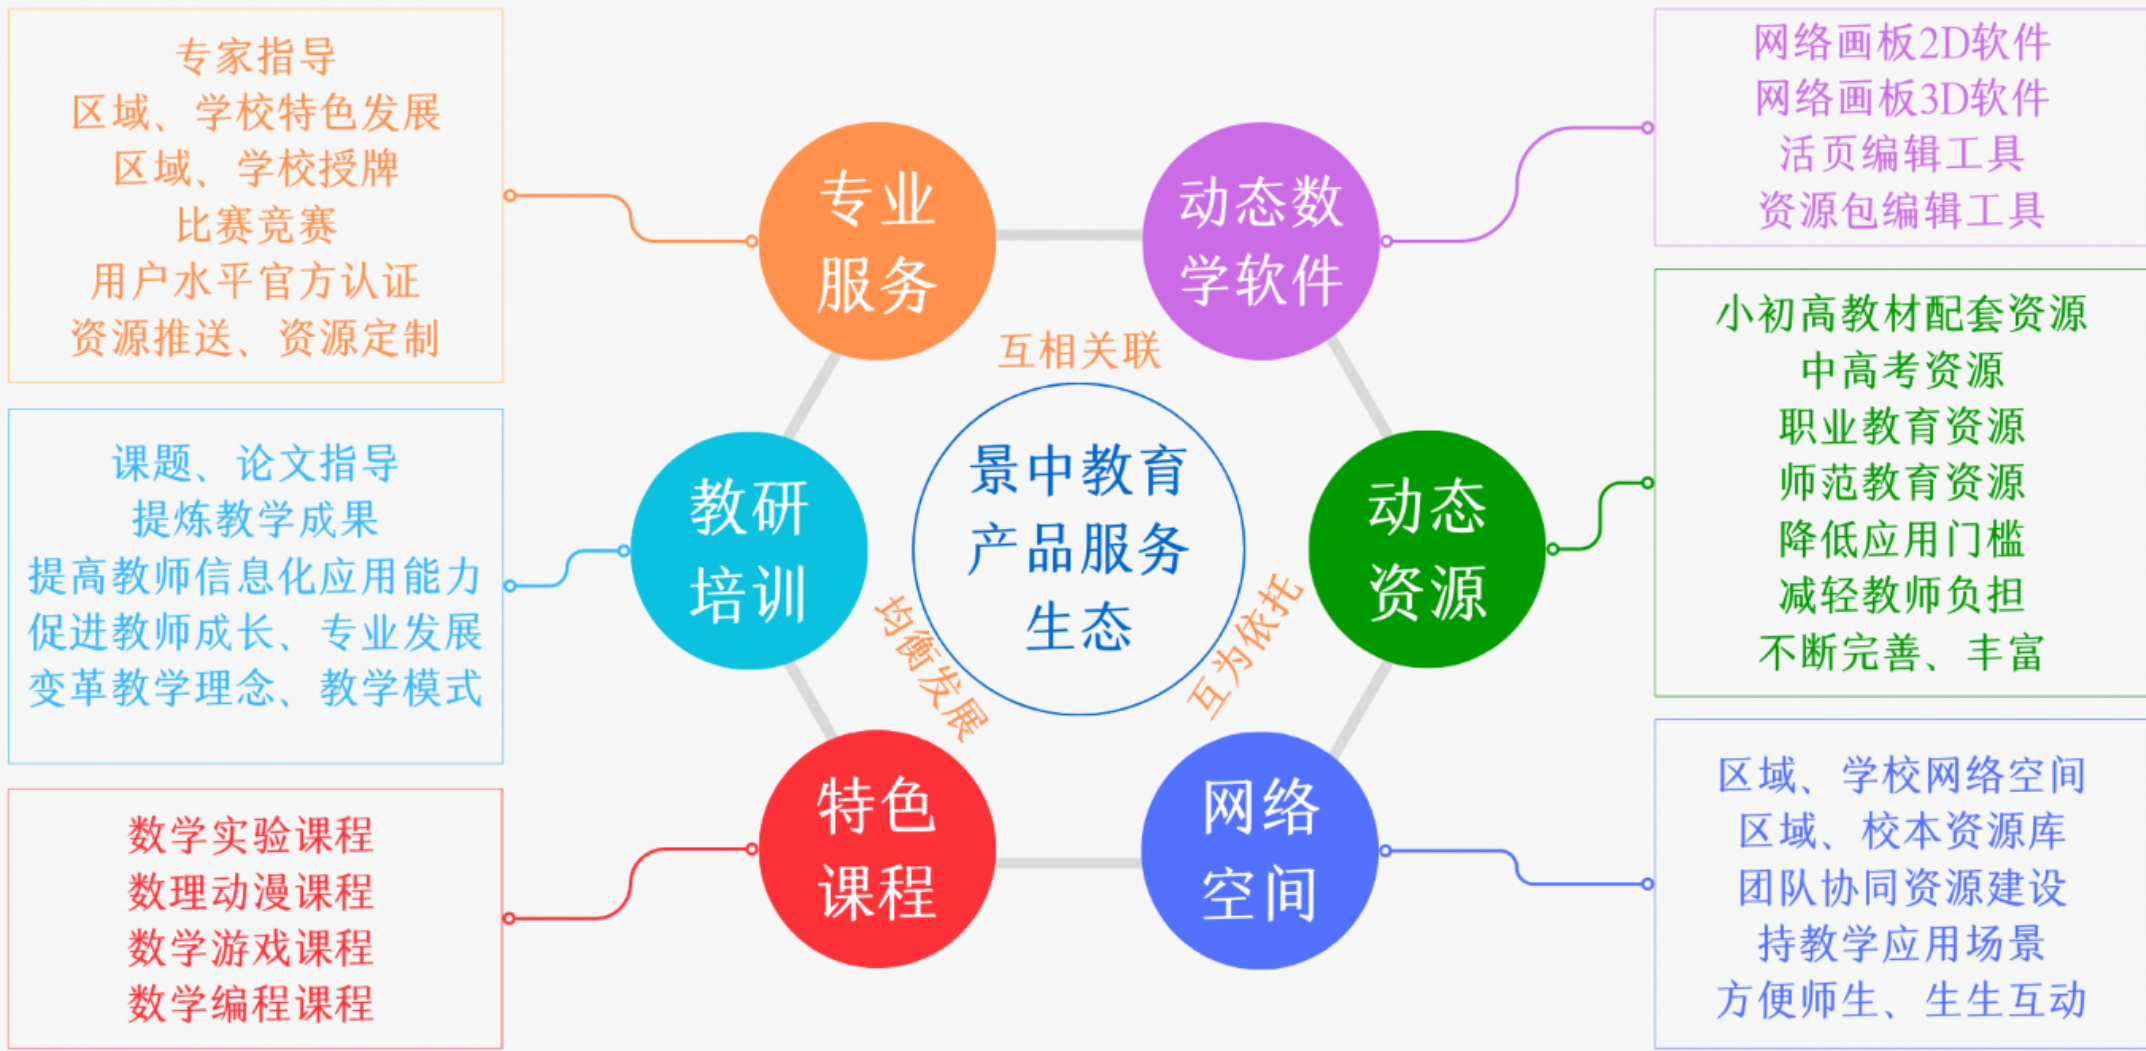 专家指导
区域、学校特色发展
区域、学校授牌
比赛竞赛
用户水平官方认证
资源推送、资源定制
课题、论文指导
提炼教学成果
提高教师信息化应用能力
促进教师成长、专业发展
变革教学理念、教学模式
数学实验课程
数理动漫课程
数学游戏课程
数学编程课程
专业
服务
动态数
学软件
教研
培训
互相关联
景中教育
产品服务
生态
均衡发展
互为依托
动态
资源
特色
课程
网络
空间
网络画板2D软件
网络画板3D软件
活页编辑工具
资源包编辑工具
小初高教材配套资源
中高考资源
职业教育资源
师范教育资源
降低应用门槛
减轻教师负担
不断完善、丰富
区域、学校网络空间
区域、校本资源库
团队协同资源建设
持教学应用场景
方便师生、生生互动